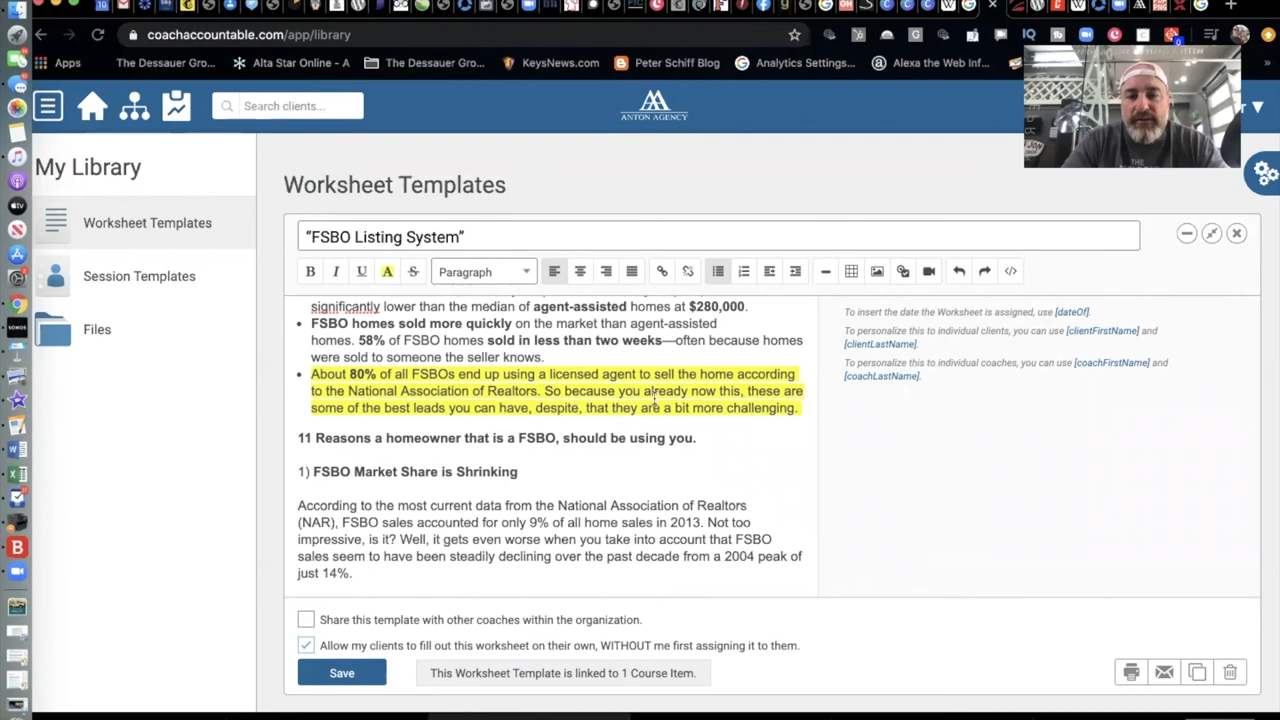 coachaccountable.com/app/library
Apps
The Dessauer Gro...
Alta Star Online - A
The Dessauer Gro...
KeysNews.com
Peter Schiff Blog
Analytics Settings...
Alexa the Web Inf...
»
Search clients...
ANTON AGENCY
r ▼
My Library
Worksheet Templates
Session Templates
Files
Worksheet Templates
“FSBO Listing System”
B I U A S Paragraph
significantly lower than the median of agent-assisted homes at $280,000.
• FSBO homes sold more quickly on the market than agent-assisted
homes. 58% of FSBO homes sold in less than two weeks—often because homes
were sold to someone the seller knows.
• About 80% of all FSBOs end up using a licensed agent to sell the home according
to the National Association of Realtors. So because you already now this, these are
some of the best leads you can have, despite, that they are a bit more challenging.
11 Reasons a homeowner that is a FSBO, should be using you.
1) FSBO Market Share is Shrinking
According to the most current data from the National Association of Realtors
(NAR), FSBO sales accounted for only 9% of all home sales in 2013. Not too
impressive, is it? Well, it gets even worse when you take into account that FSBO
sales seem to have been steadily declining over the past decade from a 2004 peak of
just 14%.
To insert the date the Worksheet is assigned, use [dateOf].
To personalize this to individual clients, you can use [clientFirstName] and
[clientLastName].
To personalize this to individual coaches, you can use [coachFirstName] and
[coachLastName].
Share this template with other coaches within the organization.
Allow my clients to fill out this worksheet on their own, WITHOUT me first assigning it to them.
Save
This Worksheet Template is linked to 1 Course Item.